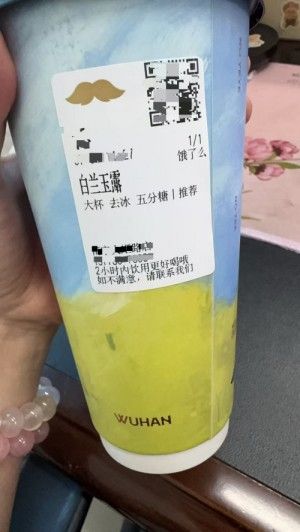 1/1
饿了么
白兰玉露
大杯 去冰 五分糖 | 推荐
2小时内饮用更好喝哦
如不满意，请联系我们
WUHAN